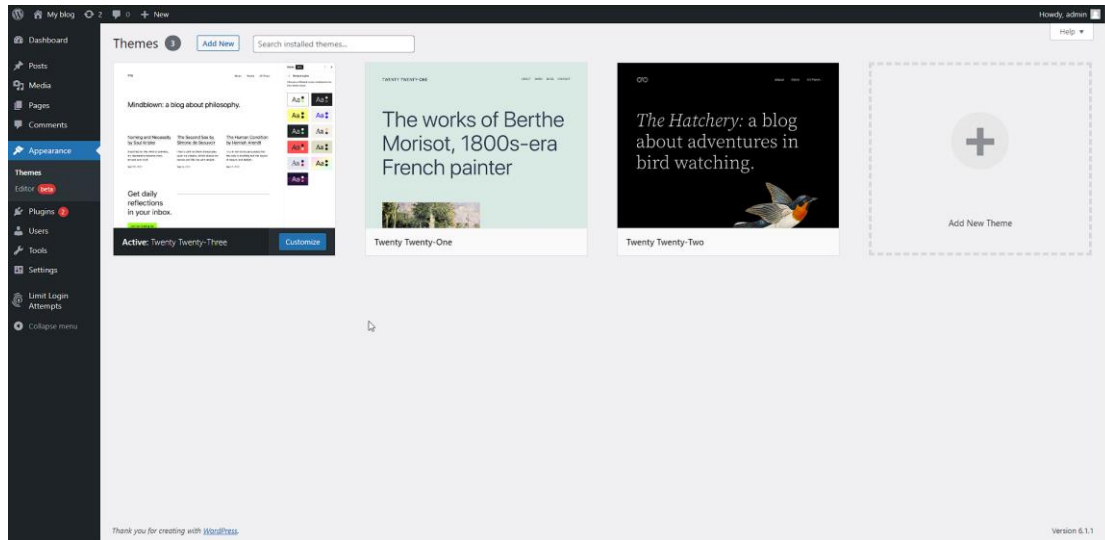 My blog 2 0 + New
Howdy, admin
Dashboard
Posts
Media
Pages
Comments
Appearance
Themes
Editor beta
Plugins 2
Users
Tools
Settings
Limit Login
Attempts
Collapse menu
Help
Themes 3 Add New Search installed themes...
Mindblown: a blog about philosophy.
Get daily
reflections
in your inbox.
Active: Twenty Twenty-Three Customize
TWENTY TWENTY-ONE
The works of Berthe
Morisot, 1800s-era
French painter
Twenty Twenty-One
The Hatchery: a blog
about adventures in
bird watching.
Twenty Twenty-Two
Add New Theme
Thank you for creating with WordPress.
Version 6.1.1